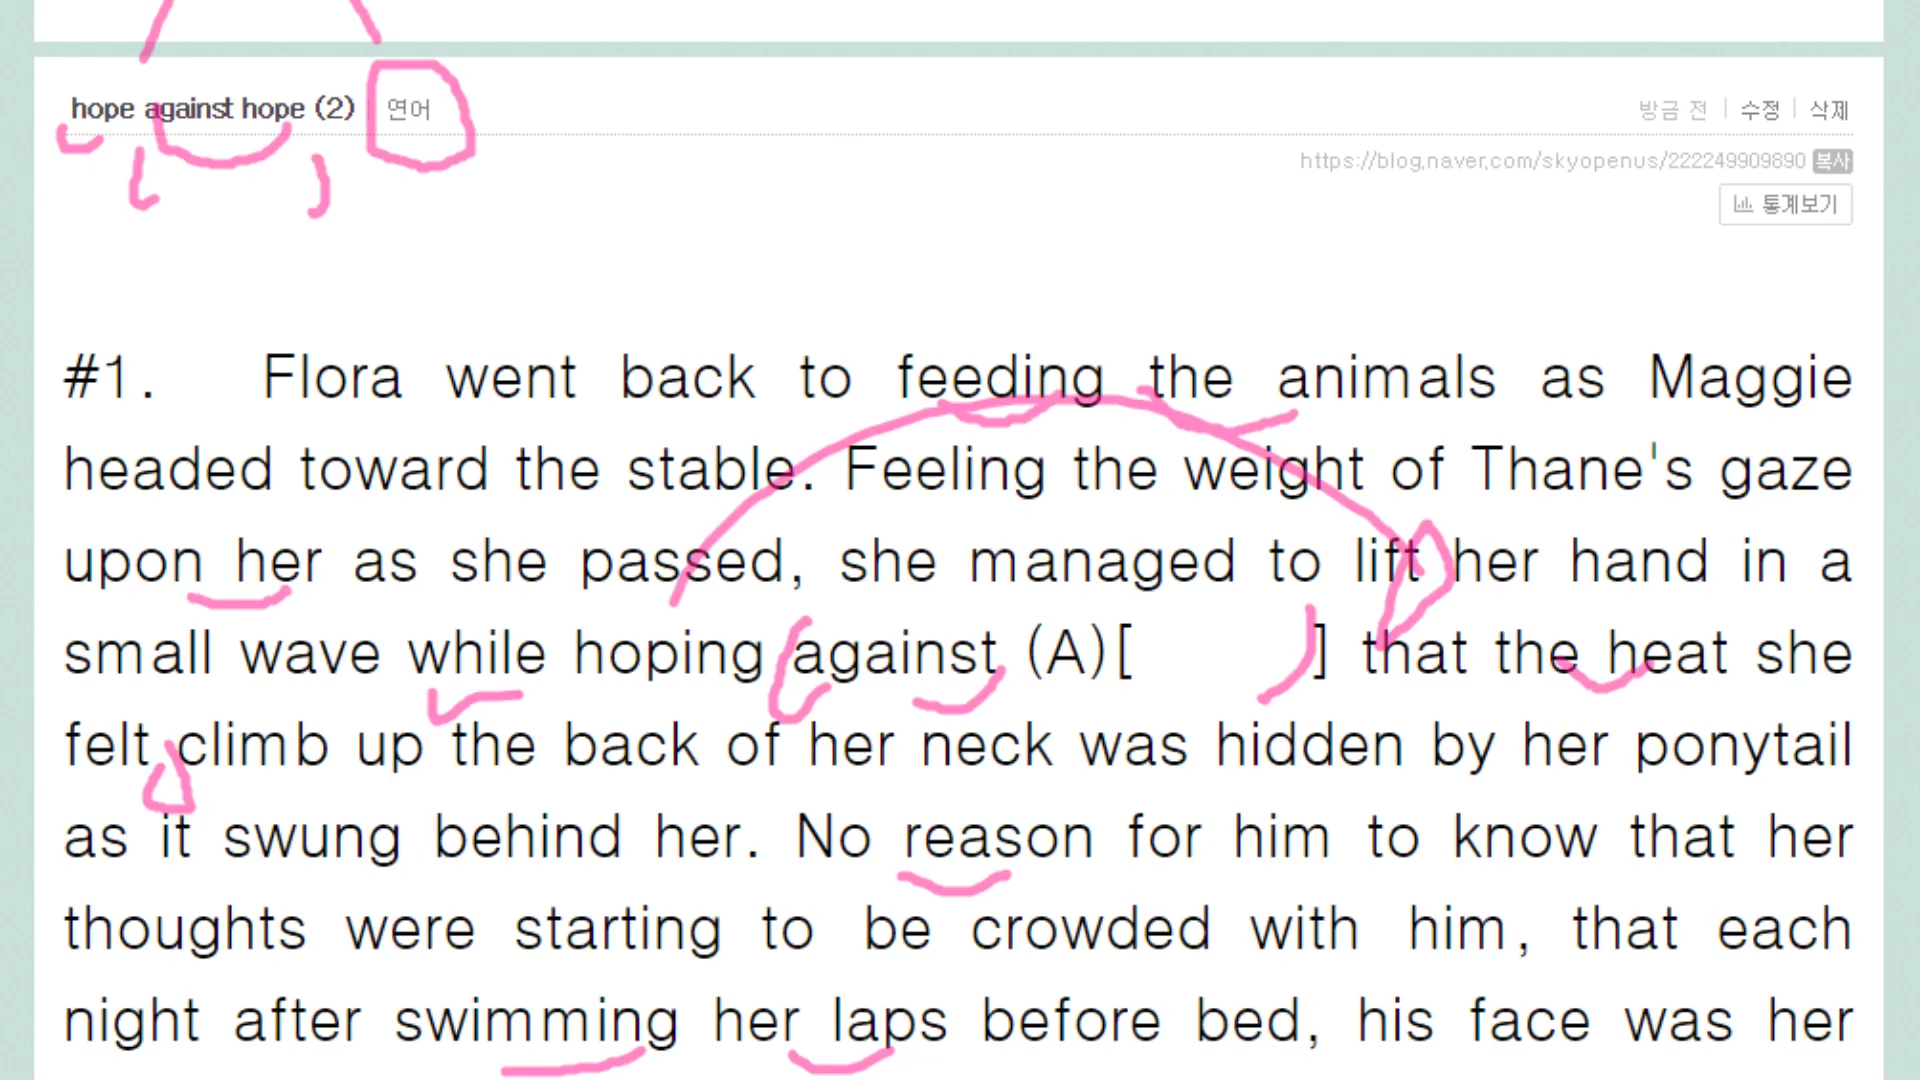 hope against hope (2) | 연어
방금 전 | 수정 | 삭제
https://blog.naver.com/skyopenus/222249909890 복사
통계보기
#1. Flora went back to feeding the animals as Maggie
headed toward the stable. Feeling the weight of Thane's gaze
upon her as she passed, she managed to lift her hand in a
small wave while hoping against (A)[ ] that the heat she
felt climb up the back of her neck was hidden by her ponytail
as it swung behind her. No reason for him to know that her
thoughts were starting to be crowded with him, that each
night after swimming her laps before bed, his face was her